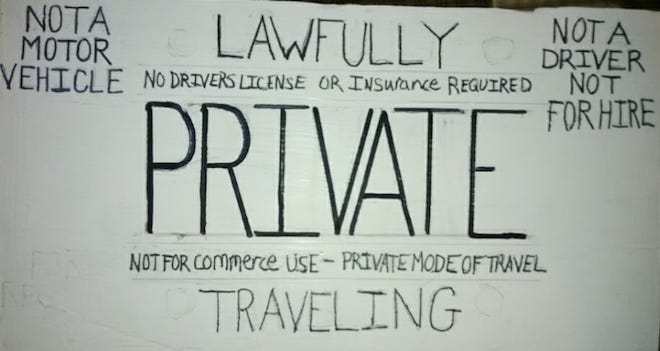 NOT A
MOTOR
VEHICLE
LAWFULLY
NO DRIVERS LICENSE OR INSURANCE REQUIRED
NOT A
DRIVER
NOT
FOR HIRE
PRIVATE
NOT FOR COMMERCE USE - PRIVATE MODE OF TRAVEL
TRAVELING